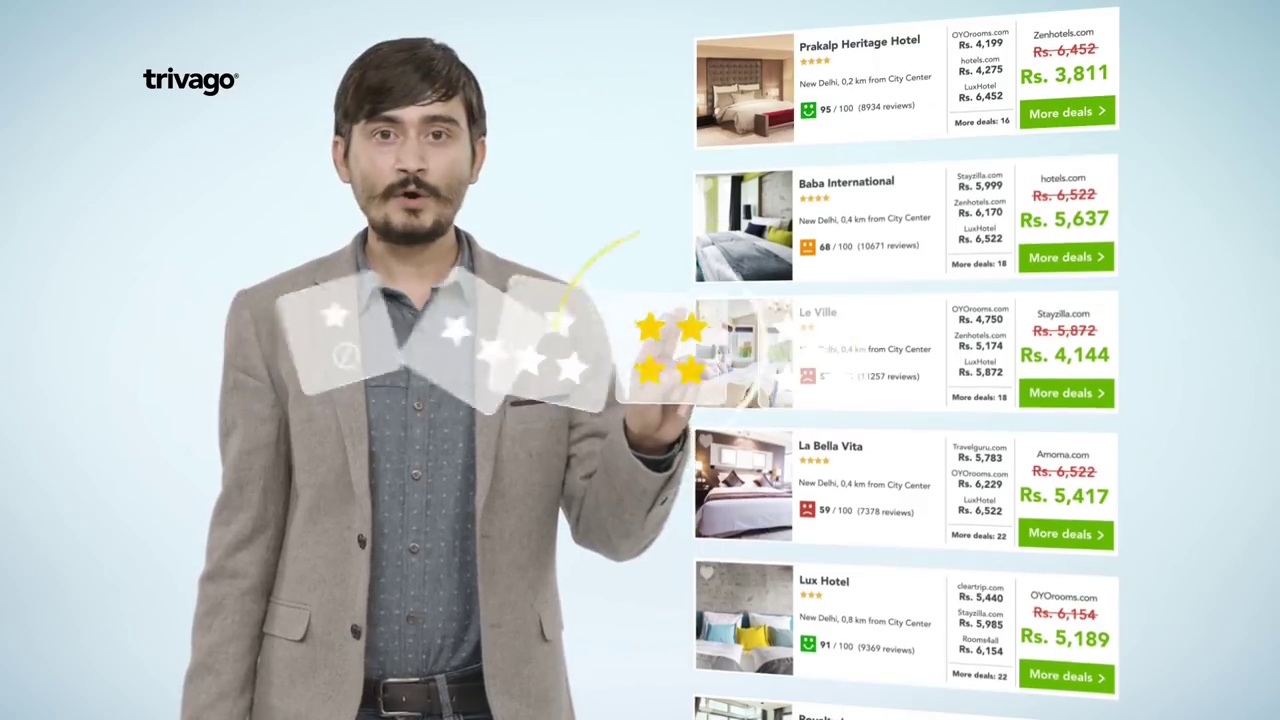 trivago®
Prakalp Heritage Hotel
New Delhi, 0,2 km from City Center
95 / 100 (8934 reviews)
OYOrooms.com
Rs. 4,199
hotels.com
Rs. 4,275
LuxHotel
Rs. 6,452
More deals: 16
Zenhotels.com
Rs. 6,452
Rs. 3,811
More deals >
Baba International
New Delhi, 0,4 km from City Center
68 / 100 (10671 reviews)
Stayzilla.com
Rs. 5,999
Zenhotels.com
Rs. 6,170
LuxHotel
Rs. 6,522
More deals: 18
hotels.com
Rs. 6,522
Rs. 5,637
More deals >
Le Ville
0,4 km from City Center
(11257 reviews)
OYOrooms.com
Rs. 4,750
Zenhotels.com
Rs. 5,174
LuxHotel
Rs. 5,872
More deals: 18
Stayzilla.com
Rs. 5,872
Rs. 4,144
More deals >
La Bella Vita
New Delhi, 0,4 km from City Center
59 / 100 (7378 reviews)
Travelguru.com
Rs. 5,783
OYOrooms.com
Rs. 6,229
LuxHotel
Rs. 6,522
More deals: 22
Amoma.com
Rs. 6,522
Rs. 5,417
More deals >
Lux Hotel
New Delhi, 0,8 km from City Center
91 / 100 (9369 reviews)
cleartrip.com
Rs. 5,440
Stayzilla.com
Rs. 5,985
Rooms4all
Rs. 6,154
More deals: 22
OYOrooms.com
Rs. 6,154
Rs. 5,189
More deals >